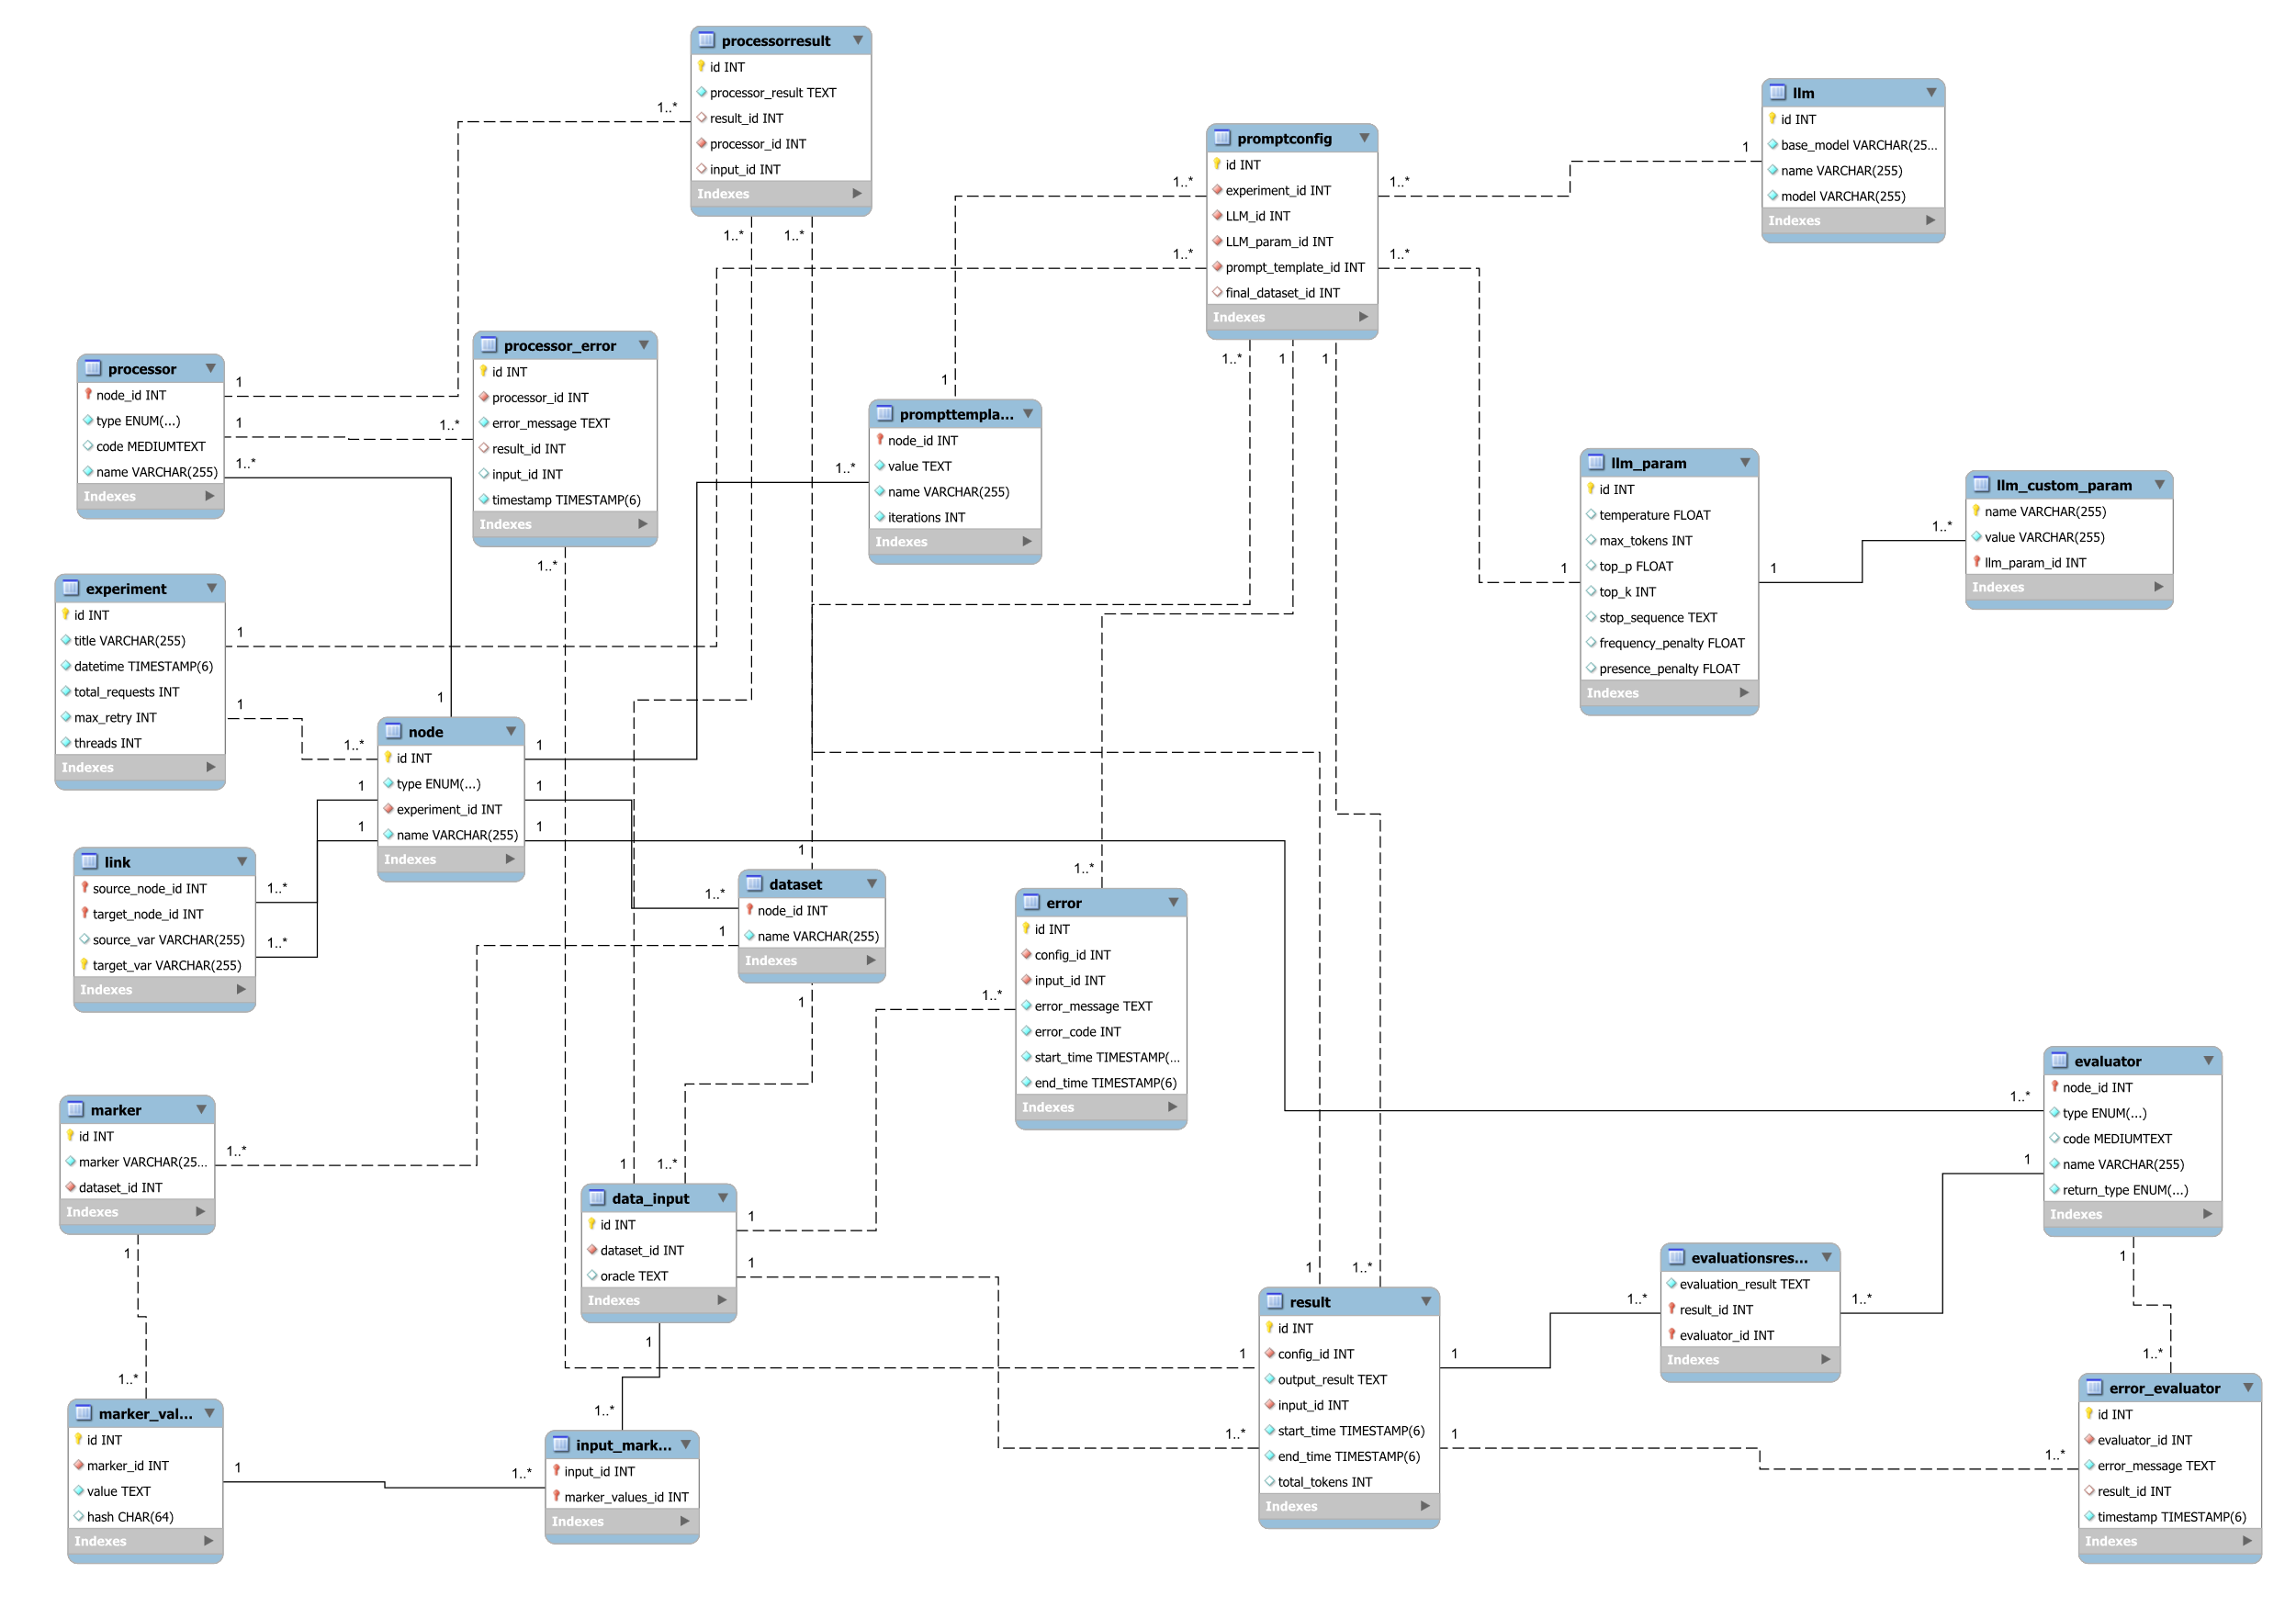 processorresult
id INT
processor_result TEXT
result_id INT
processor_id INT
input_id INT
Indexes
1..*
1..*
1..*
llm
id INT
base_model VARCHAR(25...
name VARCHAR(255)
model VARCHAR(255)
Indexes
1
promptconfig
id INT
experiment_id INT
LLM_id INT
LLM_param_id INT
prompt_template_id INT
final_dataset_id INT
Indexes
1..*
1..*
1..*
1..*
1..*
1
1
processor
node_id INT
type ENUM(...)
code MEDIUMTEXT
name VARCHAR(255)
Indexes
1
1
1..*
processor_error
id INT
processor_id INT
error_message TEXT
result_id INT
input_id INT
timestamp TIMESTAMP(6)
Indexes
1..*
1..*
1
prompttempla...
node_id INT
value TEXT
name VARCHAR(255)
iterations INT
Indexes
1..*
llm_param
id INT
temperature FLOAT
max_tokens INT
top_p FLOAT
top_k INT
stop_sequence TEXT
frequency_penalty FLOAT
presence_penalty FLOAT
Indexes
1
1
llm_custom_param
name VARCHAR(255)
value VARCHAR(255)
llm_param_id INT
Indexes
1..*
experiment
id INT
title VARCHAR(255)
datetime TIMESTAMP(6)
total_requests INT
max_retry INT
threads INT
Indexes
1
1
node
id INT
type ENUM(...)
experiment_id INT
name VARCHAR(255)
Indexes
1
1..*
1
1
1
1
1
link
source_node_id INT
target_node_id INT
source_var VARCHAR(255)
target_var VARCHAR(255)
Indexes
1..*
1..*
dataset
node_id INT
name VARCHAR(255)
Indexes
1
1..*
1
1
error
id INT
config_id INT
input_id INT
error_message TEXT
error_code INT
start_time TIMESTAMP(...
end_time TIMESTAMP(6)
Indexes
1..*
1..*
evaluator
node_id INT
type ENUM(...)
code MEDIUMTEXT
name VARCHAR(255)
return_type ENUM(...)
Indexes
1..*
1
1
marker
id INT
marker VARCHAR(25...
dataset_id INT
Indexes
1..*
1
data_input
id INT
dataset_id INT
oracle TEXT
Indexes
1
1..*
1
1
1
evaluationsres...
evaluation_result TEXT
result_id INT
evaluator_id INT
Indexes
1..*
1..*
result
id INT
config_id INT
output_result TEXT
input_id INT
start_time TIMESTAMP(6)
end_time TIMESTAMP(6)
total_tokens INT
Indexes
1
1..*
1
1..*
1
1
error_evaluator
id INT
evaluator_id INT
error_message TEXT
result_id INT
timestamp TIMESTAMP(6)
Indexes
1..*
1..*
marker_val...
id INT
marker_id INT
value TEXT
hash CHAR(64)
Indexes
1..*
1
input_mark...
input_id INT
marker_values_id INT
Indexes
1..*
1..*